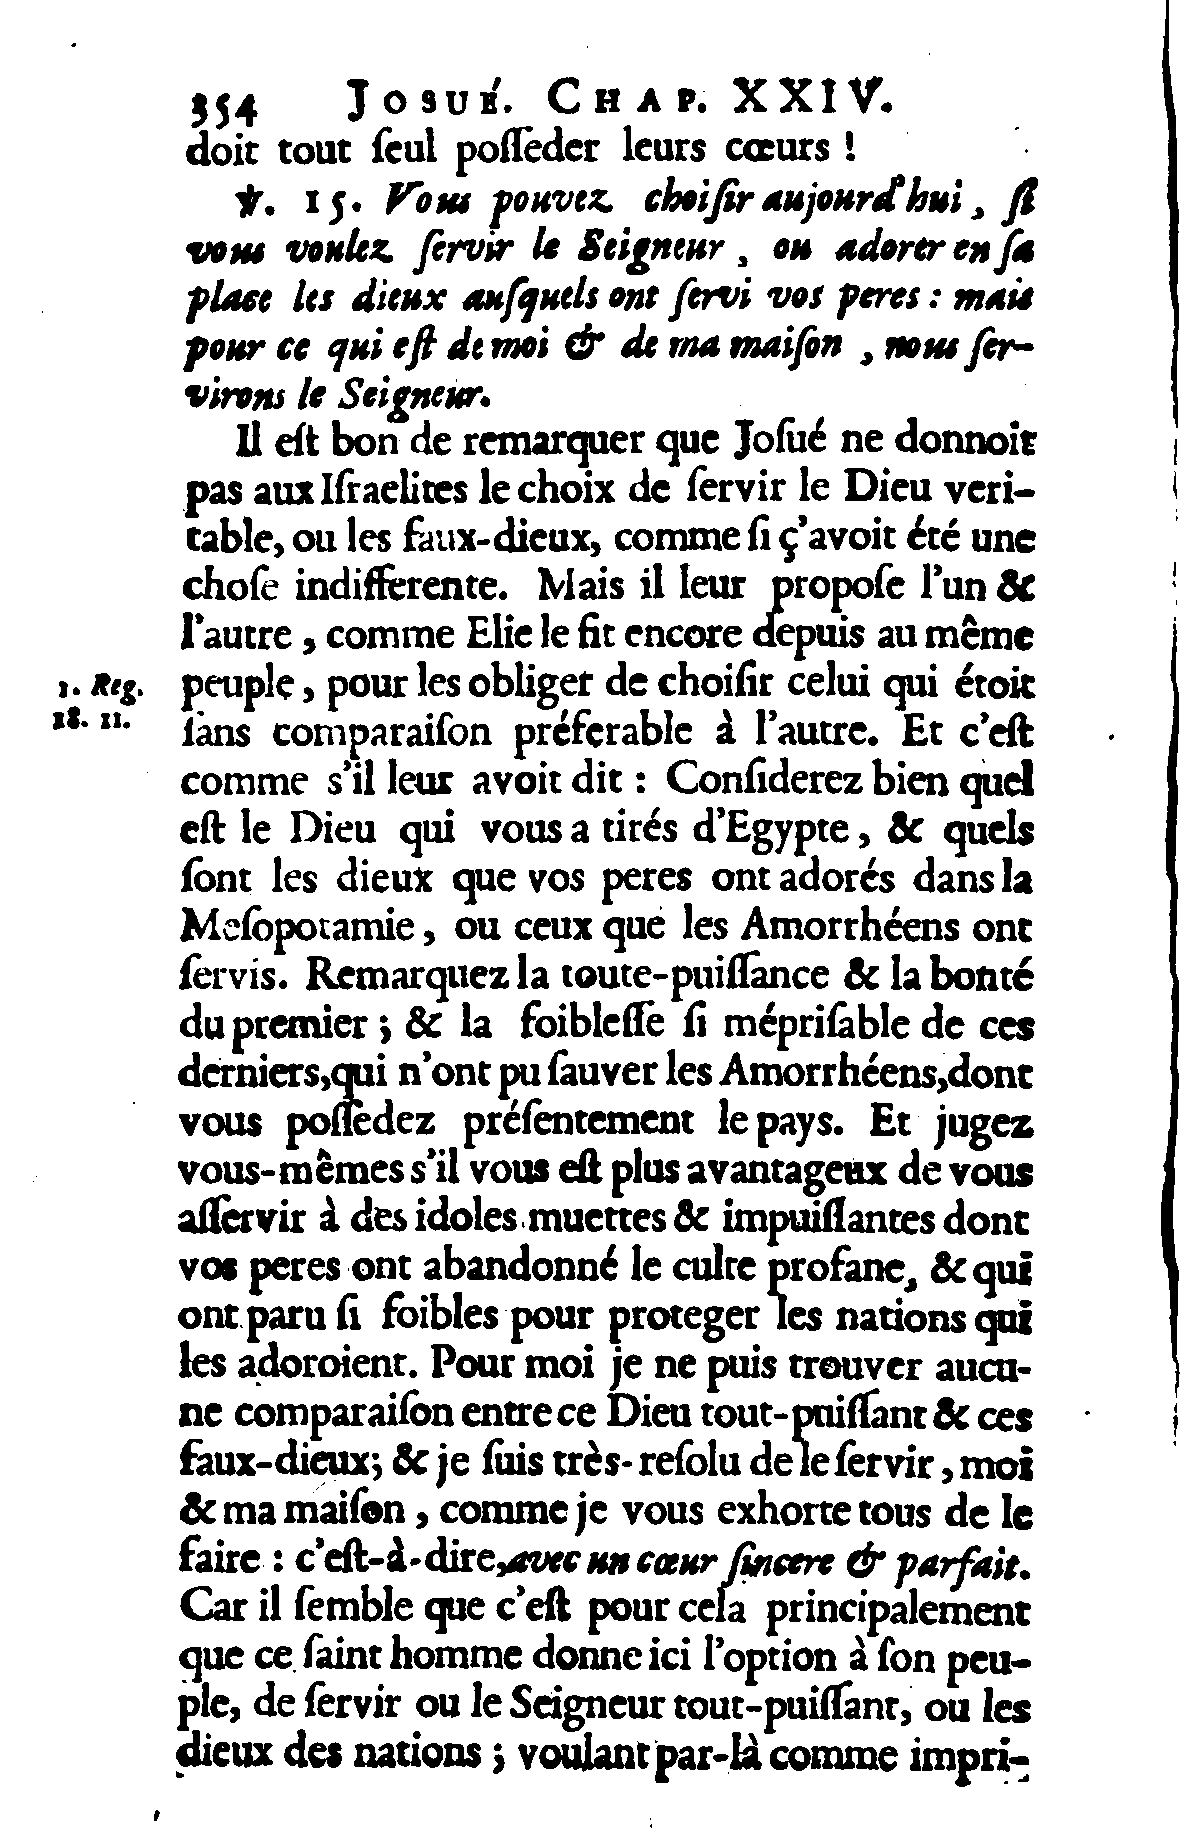 354 JOSUÉ. CHAP. XXIV.
doit tout ſeul poſſeder leurs cœurs !
℣. 15. Vous pouvez choiſir aujourd'hui, ſi
vous voulez ſervir le Seigneur, ou adorer en ſa
place les dieux auſquels ont ſervi vos peres : mais
pour ce qui eſt de moi & de ma maiſon, nous ſer-
virons le Seigneur.
Il eſt bon de remarquer que Joſué ne donnoit
pas aux Iſraelites le choix de ſervir le Dieu veri-
table, ou les faux-dieux, comme ſi ç'avoit été une
choſe indifferente. Mais il leur propoſe l'un &
l'autre, comme Elie le fit encore depuis au même
peuple, pour les obliger de choiſir celui qui étoit
1. Reg.
18. 21.
ſans comparaiſon préferable à l'autre. Et c'eſt
comme s'il leur avoit dit : Conſiderez bien quel
eſt le Dieu qui vous a tirés d'Egypte, & quels
ſont les dieux que vos peres ont adorés dans la
Meſopotamie, ou ceux que les Amorrhéens ont
ſervis. Remarquez la toute-puiſſance & la bonté
du premier ; & la foibleſſe ſi mépriſable de ces
derniers, qui n'ont pu ſauver les Amorrhéens, dont
vous poſſedez préſentement le pays. Et jugez
vous-mêmes s'il vous eſt plus avantageux de vous
aſſervir à des idoles muettes & impuiſſantes dont
vos peres ont abandonné le culte profane, & qui
ont paru ſi foibles pour proteger les nations qui
les adoroient. Pour moi je ne puis trouver aucu-
ne comparaiſon entre ce Dieu tout-puiſſant & ces
faux-dieux; & je ſuis très-reſolu de le ſervir, moi
& ma maiſon, comme je vous exhorte tous de le
faire : c'eſt-à-dire, avec un cœur ſincere & parfait.
Car il ſemble que c'eſt pour cela principalement
que ce ſaint homme donne ici l'option à ſon peu-
ple, de ſervir ou le Seigneur tout-puiſſant, ou les
dieux des nations ; voulant par-là comme impri-